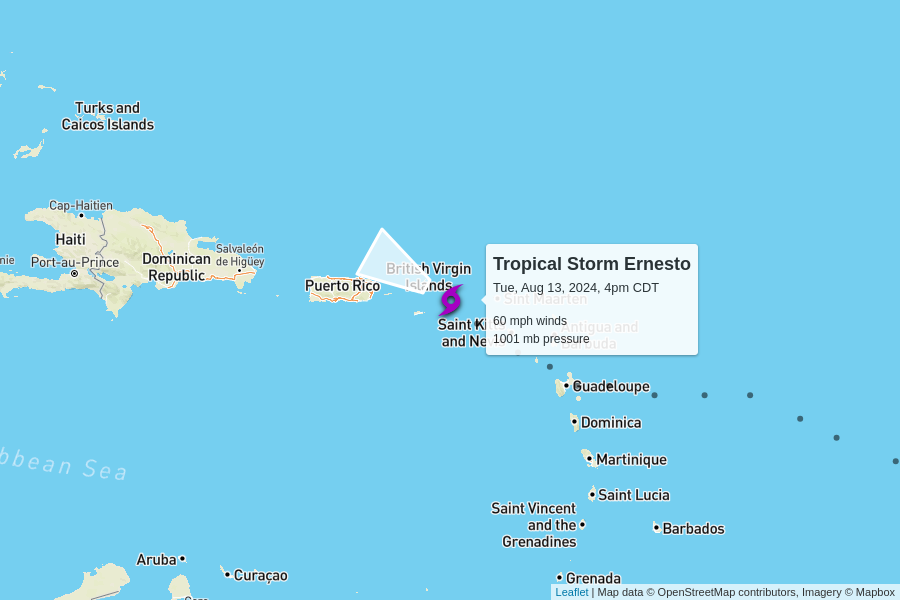 Turks and
Caicos Islands
Cap-Haitien
Haiti
Port-au-Prince
Dominican
Republic
Salvaleón
de Higüey
Puerto Rico
British Virgin
Islands
Tropical Storm Ernesto
Tue, Aug 13, 2024, 4pm CDT
60 mph winds
1001 mb pressure
Sint Maarten
Saint Ki
and Nev
Antigua and
Barbuda
Guadeloupe
Dominica
Martinique
bbean Sea
Saint Lucia
Saint Vincent
and the
Grenadines
Barbados
Aruba
Curaçao
Grenada
Leaflet | Map data © OpenStreetMap contributors, Imagery © Mapbox